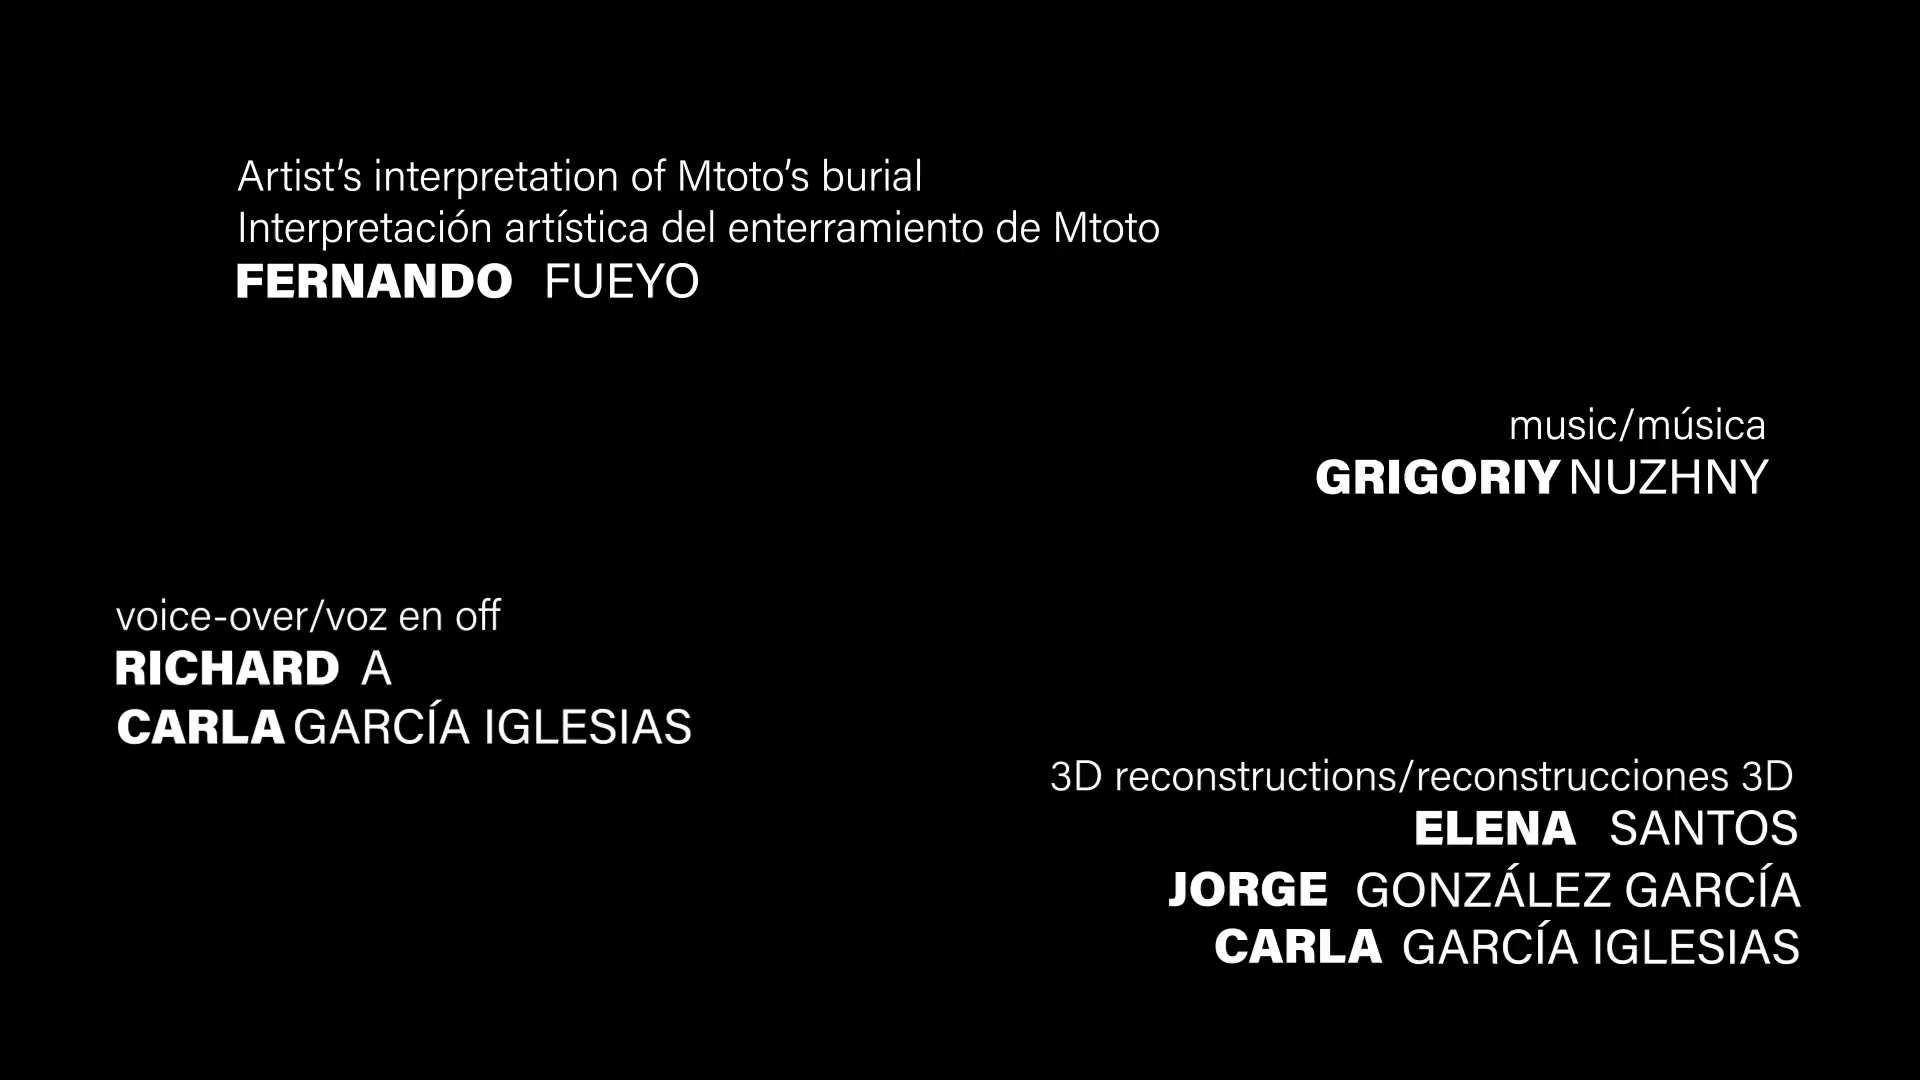 Artist’s interpretation of Mtoto’s burial
Interpretación artística del enterramiento de Mtoto
FERNANDO FUEYO
music/música
GRIGORIY NUZHNY
voice-over/voz en off
RICHARD A
CARLA GARCÍA IGLESIAS
3D reconstructions/reconstrucciones 3D
ELENA SANTOS
JORGE GONZÁLEZ GARCÍA
CARLA GARCÍA IGLESIAS